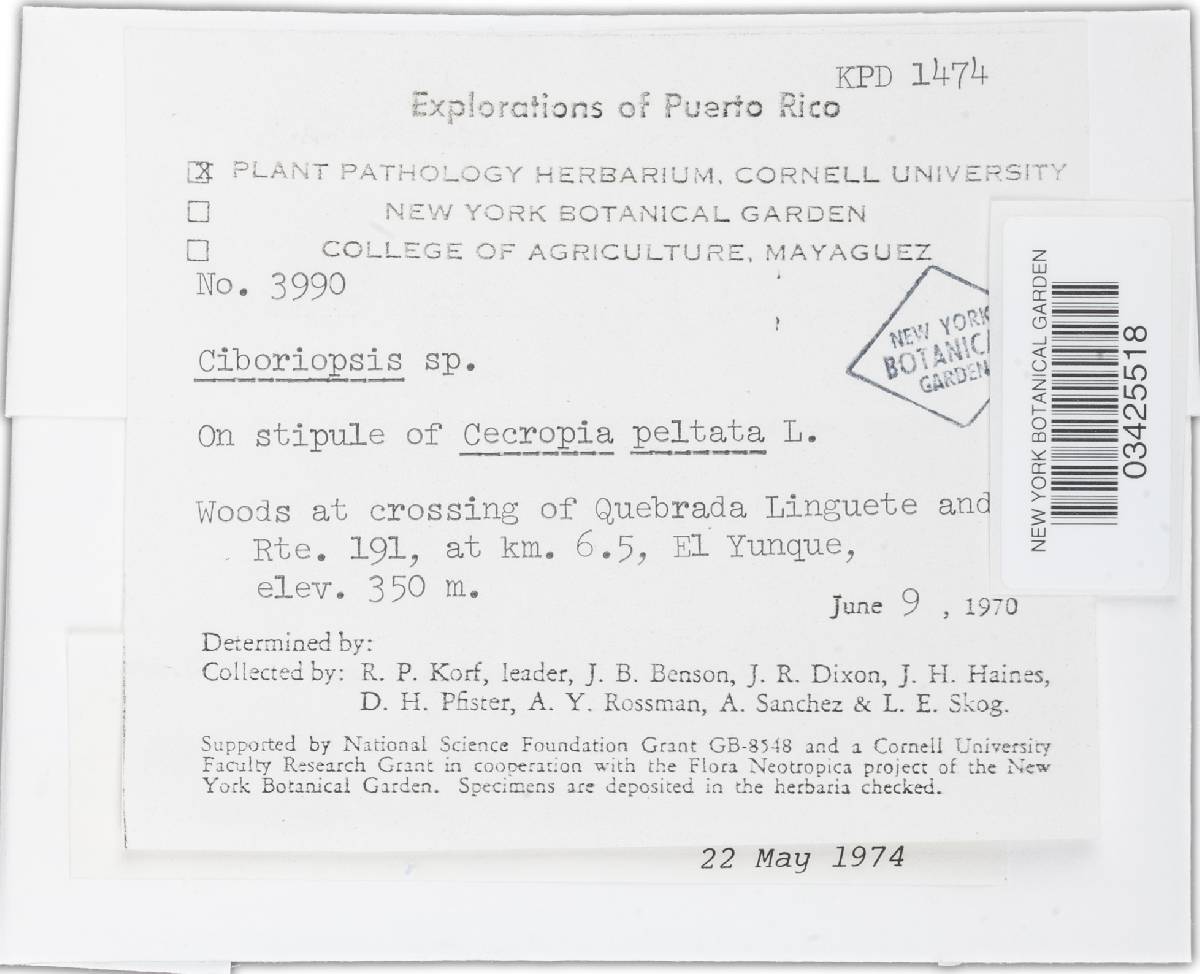 KPD 1474
Explorations of Puerto Rico
☒ PLANT PATHOLOGY HERBARIUM, CORNELL UNIVERSITY
☐ NEW YORK BOTANICAL GARDEN
☐ COLLEGE OF AGRICULTURE, MAYAGUEZ
No. 3990
NEW YORK
BOTANICA
GARDEN
NEW YORK BOTANICAL GARDEN
03425518
Ciboriopsis sp.
On stipule of Cecropia peltata L.
Woods at crossing of Quebrada Linguete and
Rte. 191, at km. 6.5, El Yunque,
elev. 350 m.
June 9 , 1970
Determined by:
Collected by: R. P. Korf, leader, J. B. Benson, J. R. Dixon, J. H. Haines,
D. H. Pfister, A. Y. Rossman, A. Sanchez & L. E. Skog.
Supported by National Science Foundation Grant GB-8548 and a Cornell University
Faculty Research Grant in cooperation with the Flora Neotropica project of the New
York Botanical Garden. Specimens are deposited in the herbaria checked.
22 May 1974